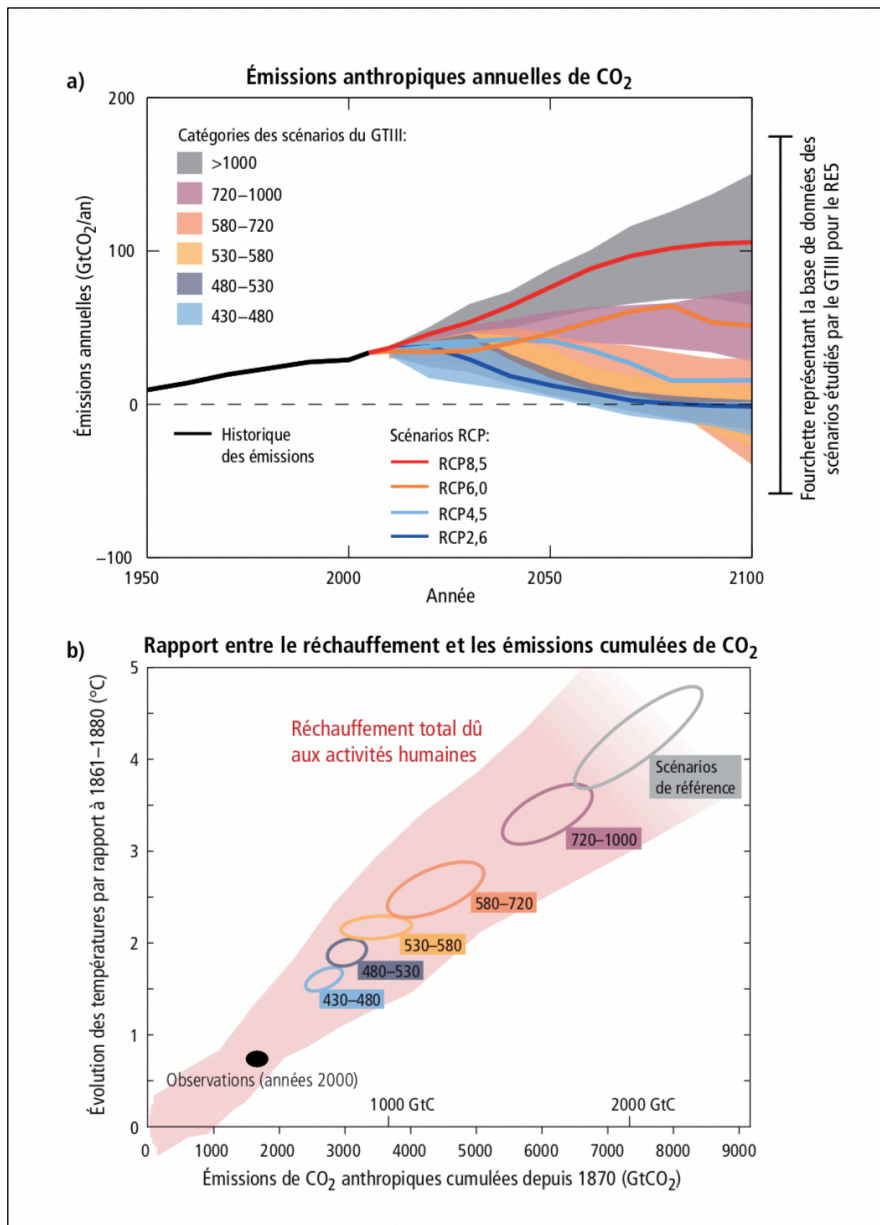 a)
Émissions anthropiques annuelles de CO2
200
100
0
−100
Émissions annuelles (GtCO2/an)
Catégories des scénarios du GTIII:
>1000
720−1000
580−720
530−580
480−530
430−480
Historique
des émissions
Scénarios RCP:
RCP8,5
RCP6,0
RCP4,5
RCP2,6
1950
2000
2050
2100
Année
Fourchette représentant la base de données des
scénarios étudiés par le GTIII pour le RE5
b)
Rapport entre le réchauffement et les émissions cumulées de CO2
5
4
3
2
1
0
Évolution des températures par rapport à 1861−1880 (°C)
Réchauffement total dû
aux activités humaines
Scénarios
de référence
720−1000
580−720
530−580
480−530
430−480
Observations (années 2000)
1000 GtC
2000 GtC
0
1000
2000
3000
4000
5000
6000
7000
8000
9000
Émissions de CO2 anthropiques cumulées depuis 1870 (GtCO2)